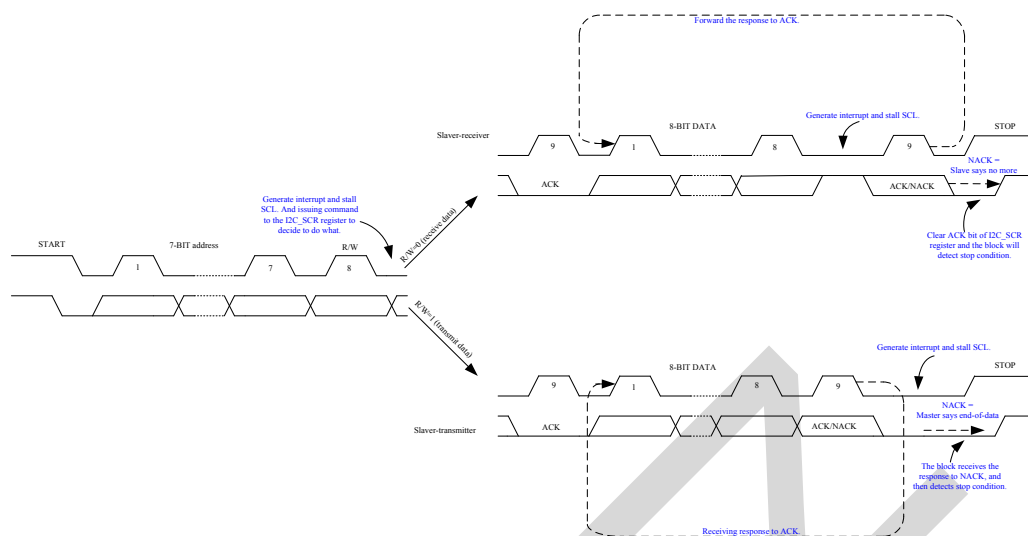 Forward the response to ACK.
Generate interrupt and stall SCL.
Slaver-receiver
8-BIT DATA
STOP
9
1
8
9
NACK =
Slave says no more
ACK
ACK/NACK
Clear ACK bit of I2C_SCR
register and the block will
detect stop condition.
Generate interrupt and stall
SCL. And issuing command
to the I2C_SCR register to
decide to do what.
R/W=0 (receive data)
START
7-BIT address
R/W
1
7
8
R/W=1 (transmit data)
Generate interrupt and stall SCL.
8-BIT DATA
STOP
9
1
8
9
NACK =
Master says end-of-data
Slaver-transmitter
ACK
ACK/NACK
The block receives the
response to NACK, and
then detects stop condition.
Receiving response to ACK.